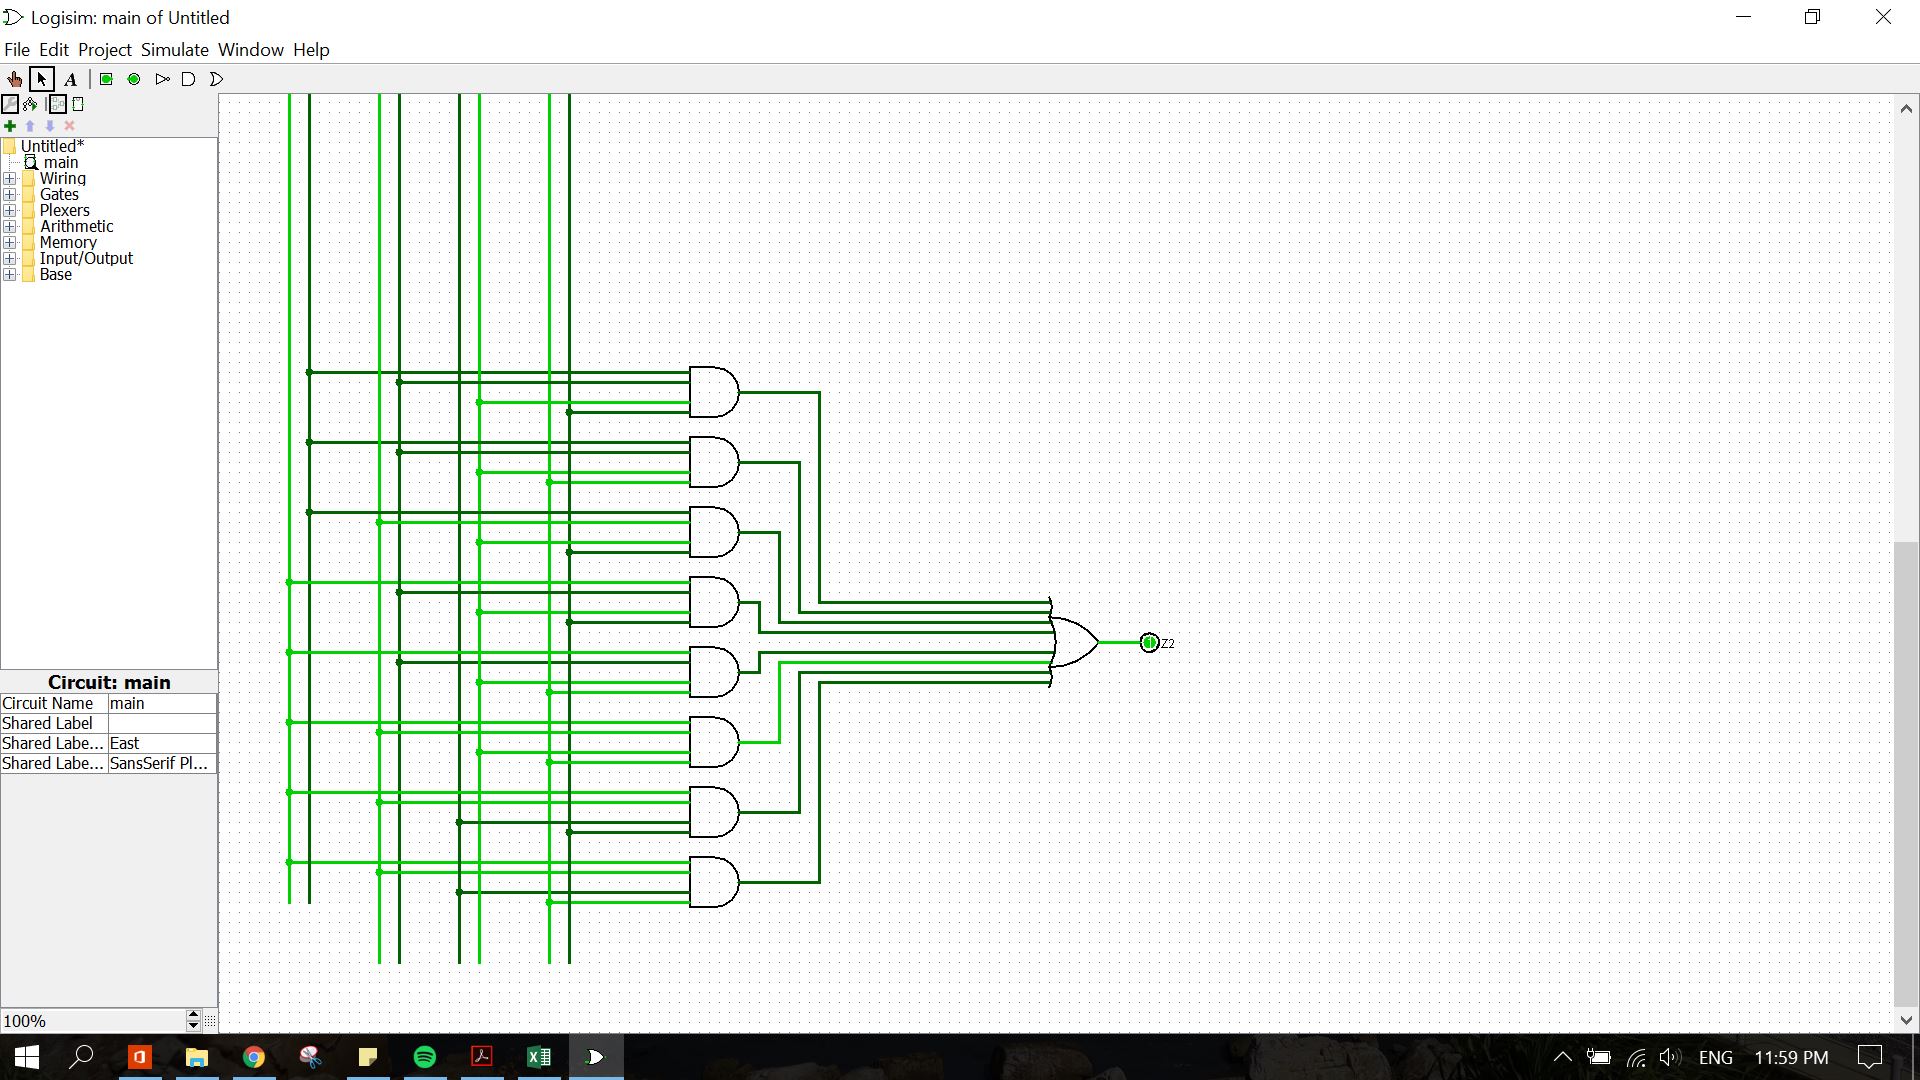 Logisim: main of Untitled
File Edit Project Simulate Window Help
A
Untitled*
main
Wiring
Gates
Plexers
Arithmetic
Memory
Input/Output
Base
Z2
Circuit: main
Circuit Name main
Shared Label
Shared Labe... East
Shared Labe... SansSerif Pl...
100%
ENG 11:59 PM